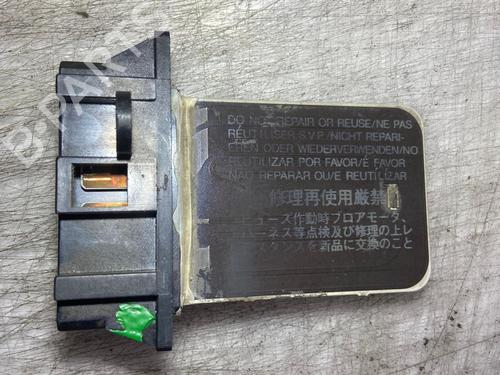 B-PARTS
DO NOT REPAIR OR REUSE/NE PAS
RÉUTILISER S.V.P/NICHT REPARI-
EREN ODER WIEDERVERWENDEN/NO
REUTILIZAR POR FAVOR/É FAVOR
NÃO REPARAR OU/E REUTILIZAR
修理再使用厳禁
ヒューズ作動時ブロアモータ、
ハーネス等点検及び修理の上レ
ジスタンスを新品に交換のこと